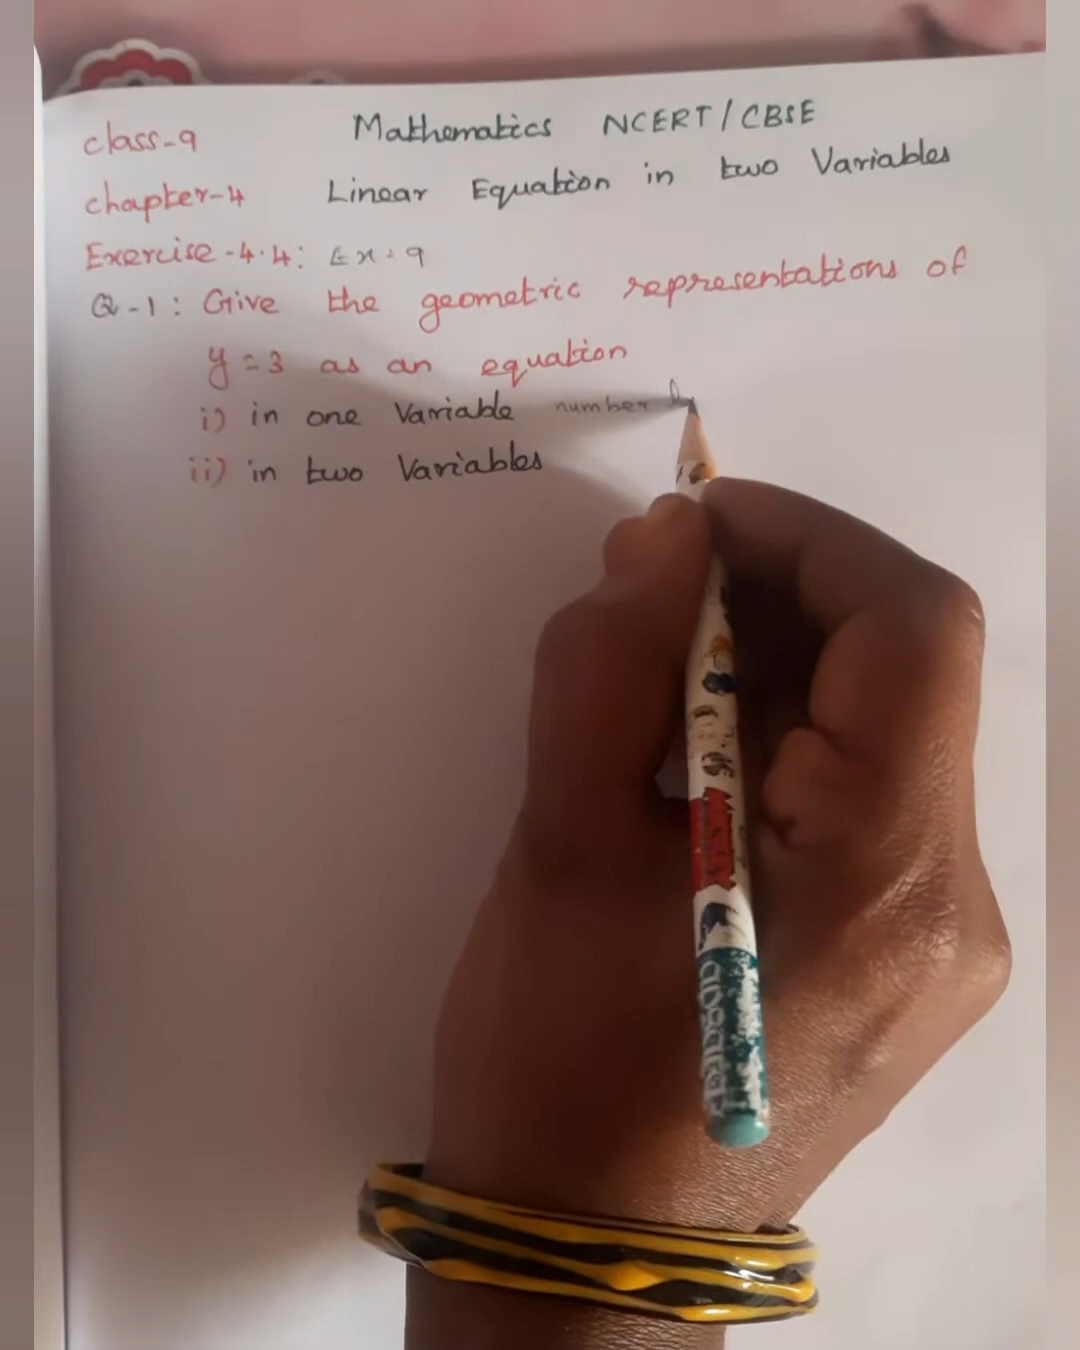 class-9 Mathematics NCERT/CBSE
chapter-4 Linear Equation in two Variables
Exercise-4.4: Ex:9
Q-1: Give the geometric representations of
y=3 as an equation
i) in one Variable number
ii) in two Variables